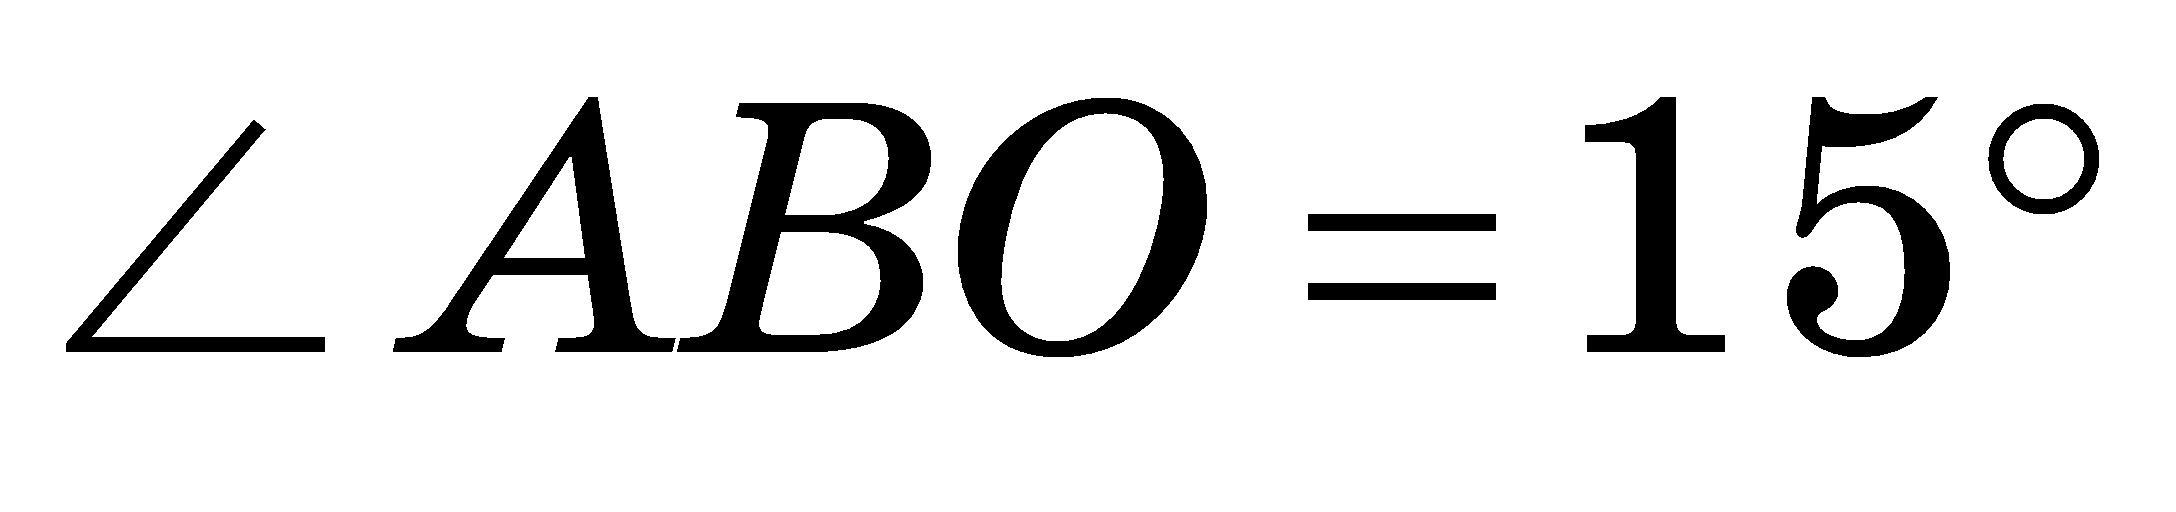 ∠ABO = 15°